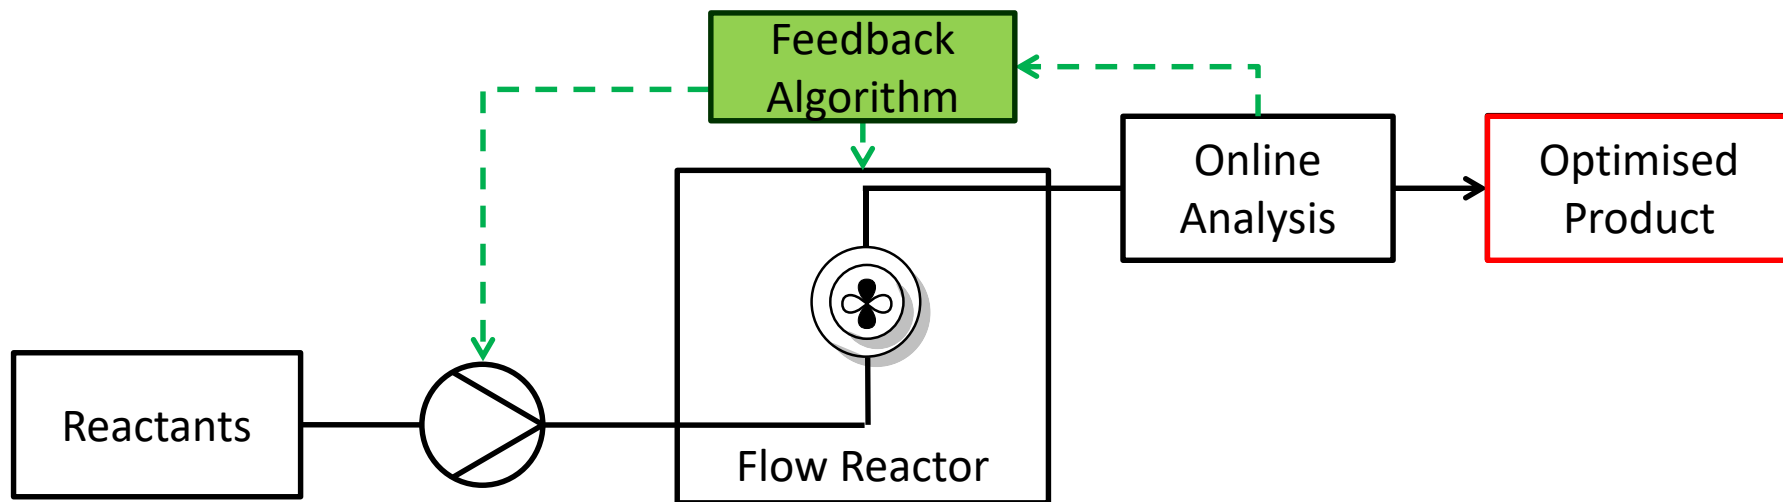 Feedback
Algorithm
Online
Analysis
Optimised
Product
Reactants
Flow Reactor